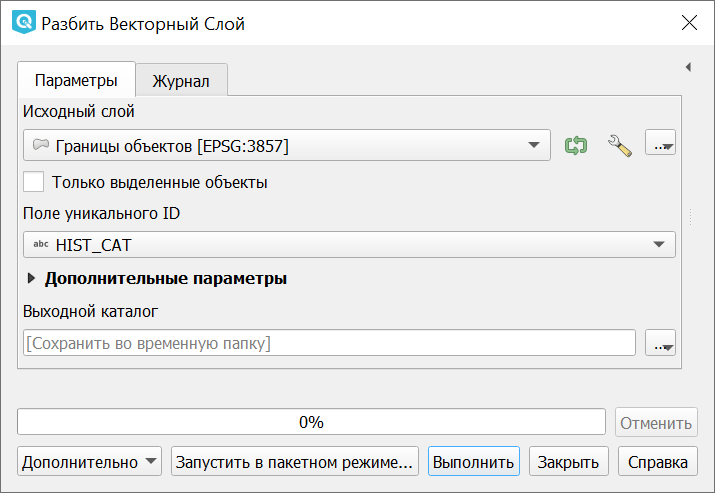 Разбить Векторный Слой
Параметры
Журнал
Исходный слой
Границы объектов [EPSG:3857]
...
Только выделенные объекты
Поле уникального ID
abc HIST_CAT
Дополнительные параметры
Выходной каталог
[Сохранить во временную папку]
...
0%
Отменить
Дополнительно
Запустить в пакетном режиме...
Выполнить
Закрыть
Справка